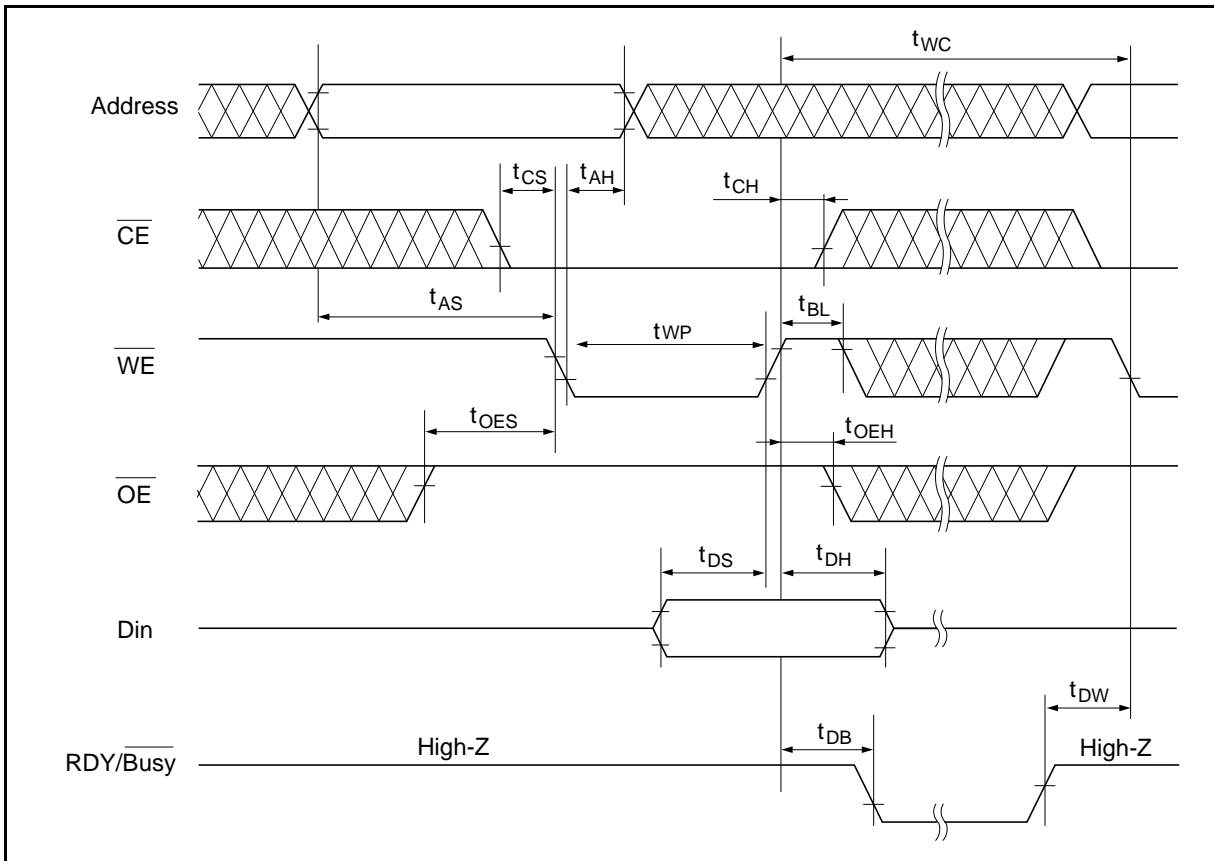 tWC
Address
tCS
tAH
tCH
CE
tAS
tBL
tWP
WE
tOES
tOEH
OE
tDS
tDH
Din
tDW
tDB
High-Z
High-Z
RDY/Busy